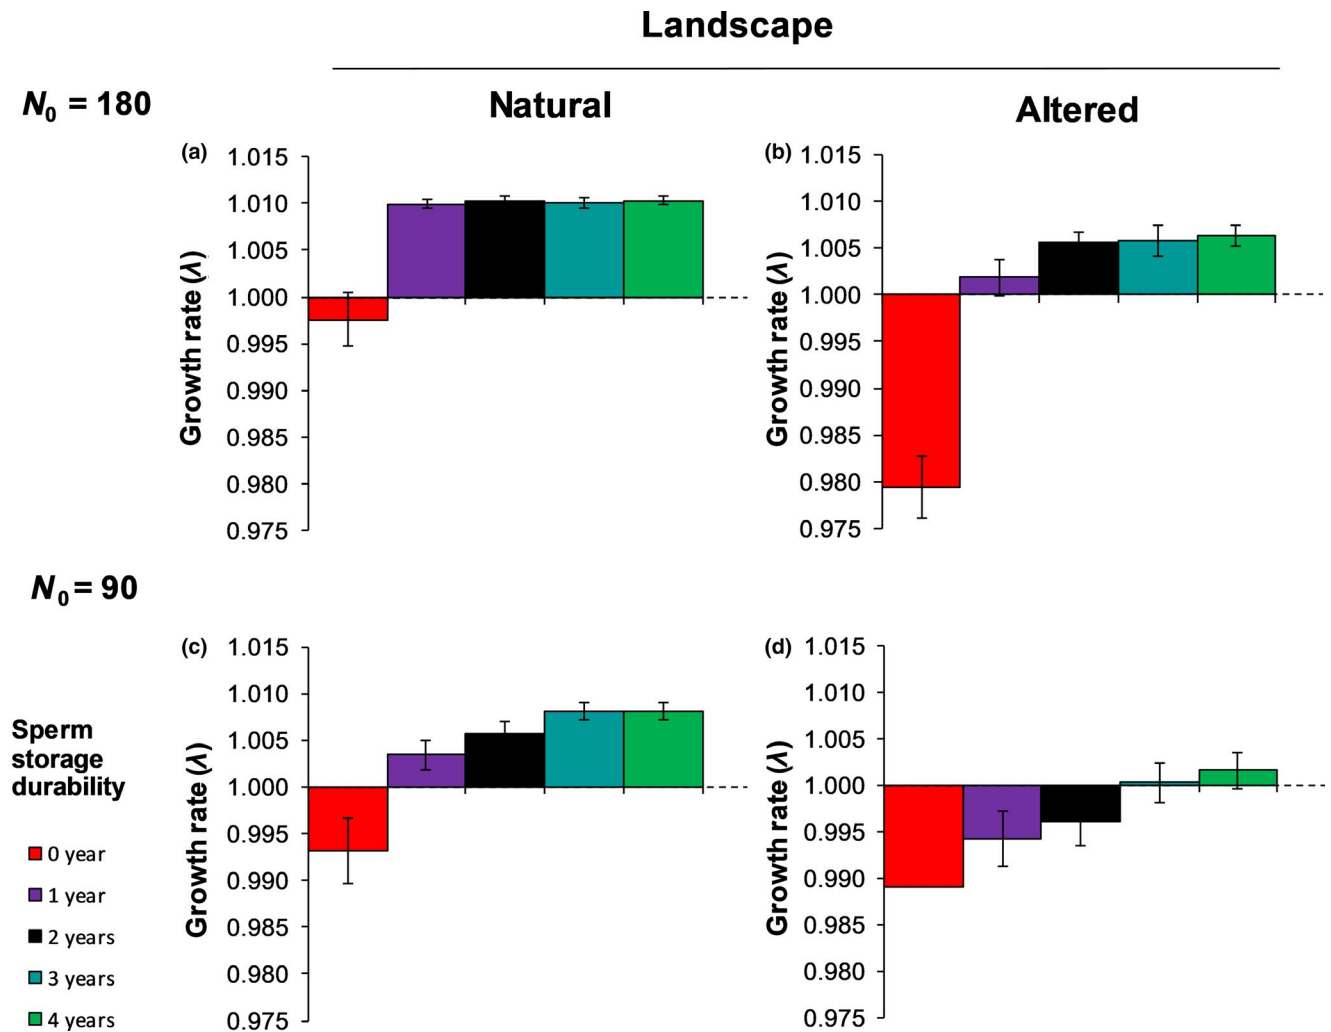 Landscape
N0 = 180
Natural
Altered
(a)
1.015
1.010
1.005
1.000
0.995
0.990
0.985
0.980
0.975
Growth rate (λ)
(b)
1.015
1.010
1.005
1.000
0.995
0.990
0.985
0.980
0.975
Growth rate (λ)
N0 = 90
(c)
1.015
1.010
1.005
1.000
0.995
0.990
0.985
0.980
0.975
Growth rate (λ)
(d)
1.015
1.010
1.005
1.000
0.995
0.990
0.985
0.980
0.975
Growth rate (λ)
Sperm
storage
durability
0 year
1 year
2 years
3 years
4 years